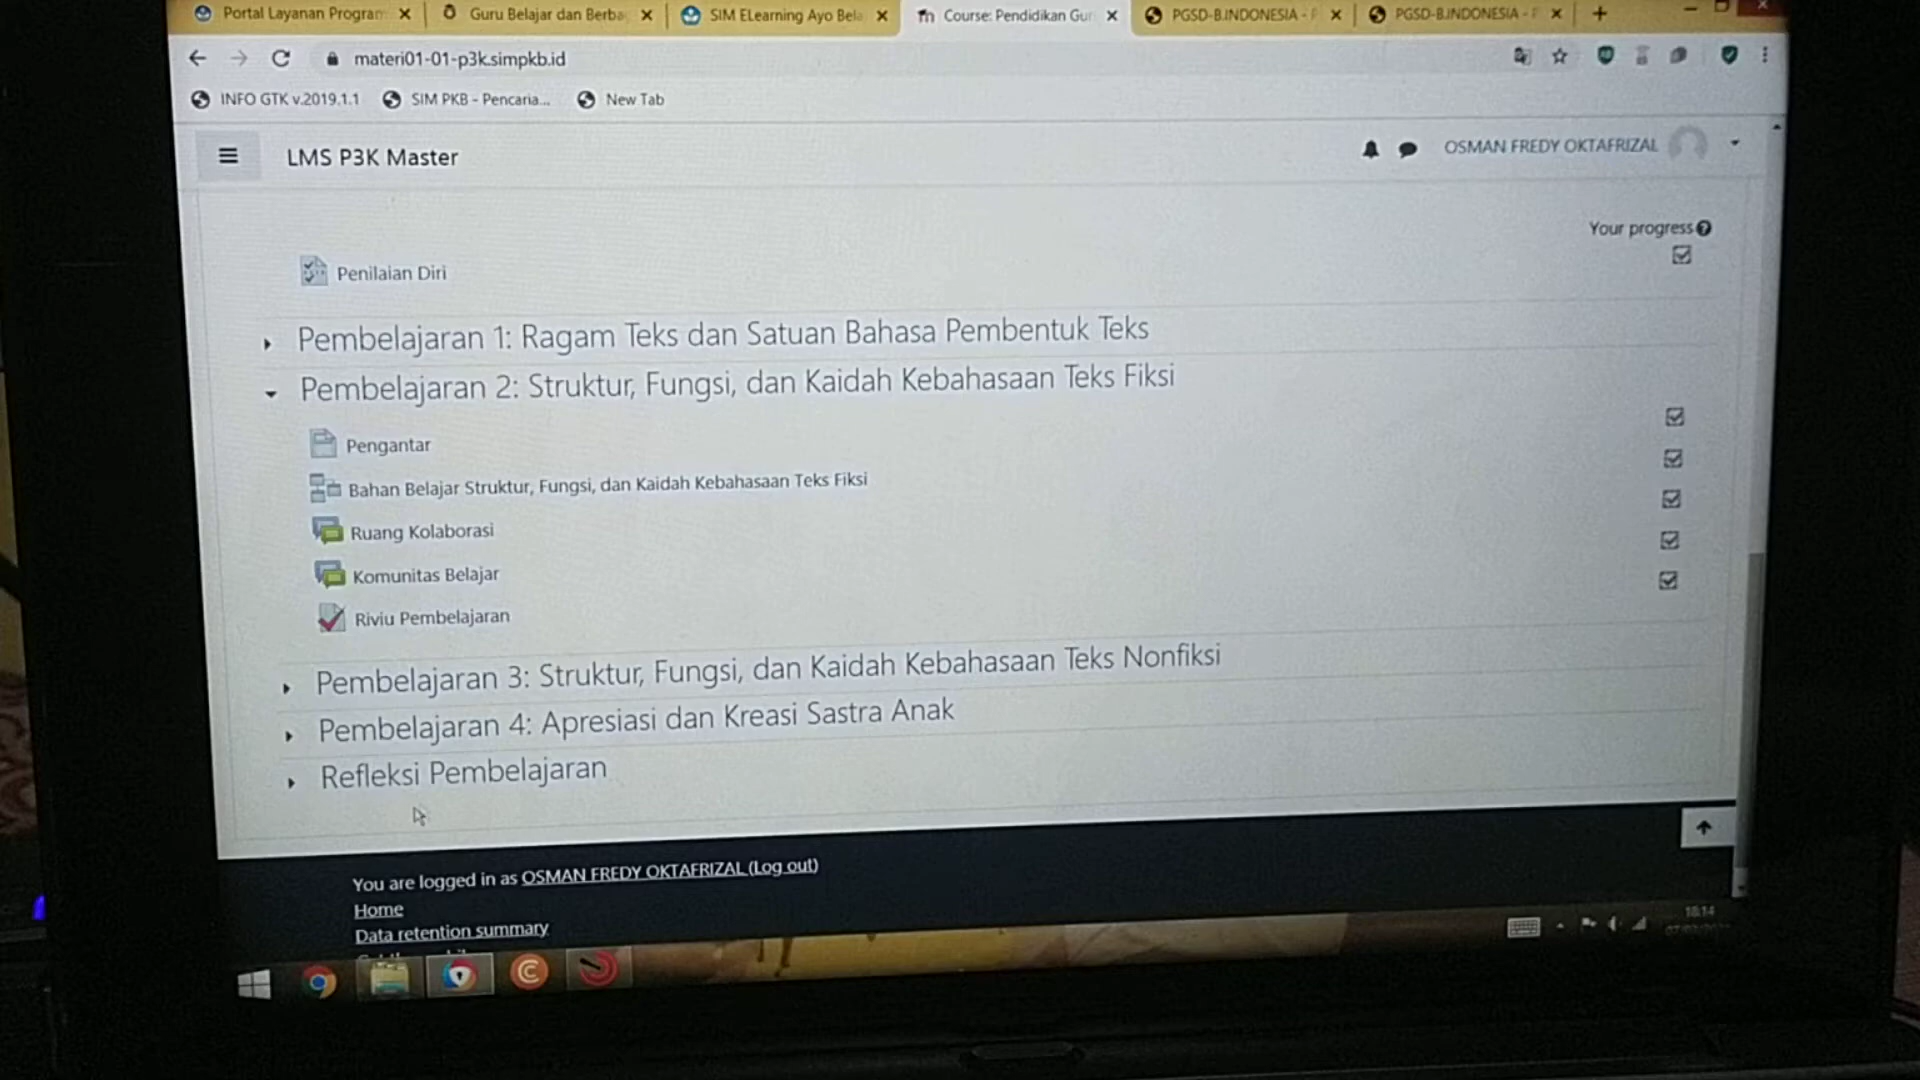 Portal Layanan Program
Guru Belajar dan Berba
SIM ELearning Ayo Bela
Course: Pendidikan Gur
PGSD-B.INDONESIA - P
PGSD-B.INDONESIA - P
materi01-01-p3k.simpkb.id
INFO GTK v.2019.1.1
SIM PKB - Pencaria...
New Tab
LMS P3K Master
OSMAN FREDY OKTAFRIZAL
Your progress
Penilaian Diri
Pembelajaran 1: Ragam Teks dan Satuan Bahasa Pembentuk Teks
Pembelajaran 2: Struktur, Fungsi, dan Kaidah Kebahasaan Teks Fiksi
Pengantar
Bahan Belajar Struktur, Fungsi, dan Kaidah Kebahasaan Teks Fiksi
Ruang Kolaborasi
Komunitas Belajar
Riviu Pembelajaran
Pembelajaran 3: Struktur, Fungsi, dan Kaidah Kebahasaan Teks Nonfiksi
Pembelajaran 4: Apresiasi dan Kreasi Sastra Anak
Refleksi Pembelajaran
You are logged in as OSMAN FREDY OKTAFRIZAL (Log out)
Home
Data retention summary
18:14